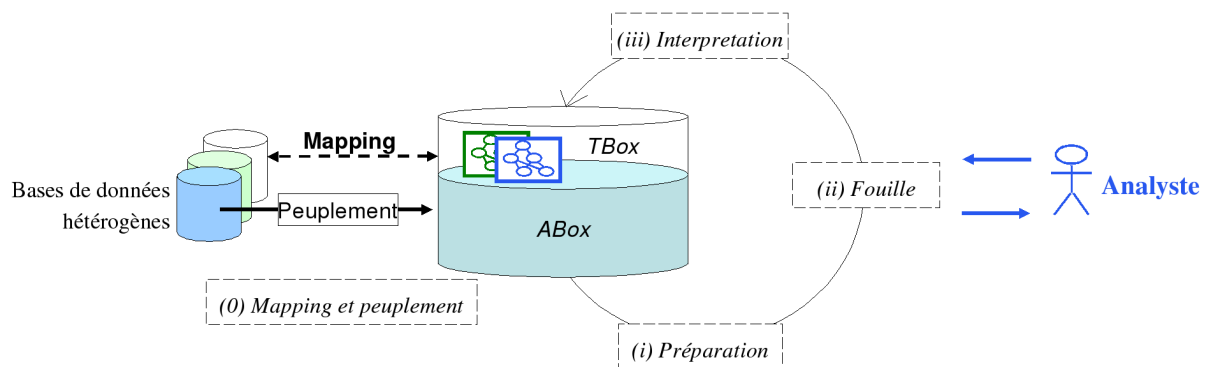 (iii) Interpretation
Mapping
TBox
Bases de données
hétérogènes
Peuplement
ABox
(ii) Fouille
Analyste
(0) Mapping et peuplement
(i) Préparation